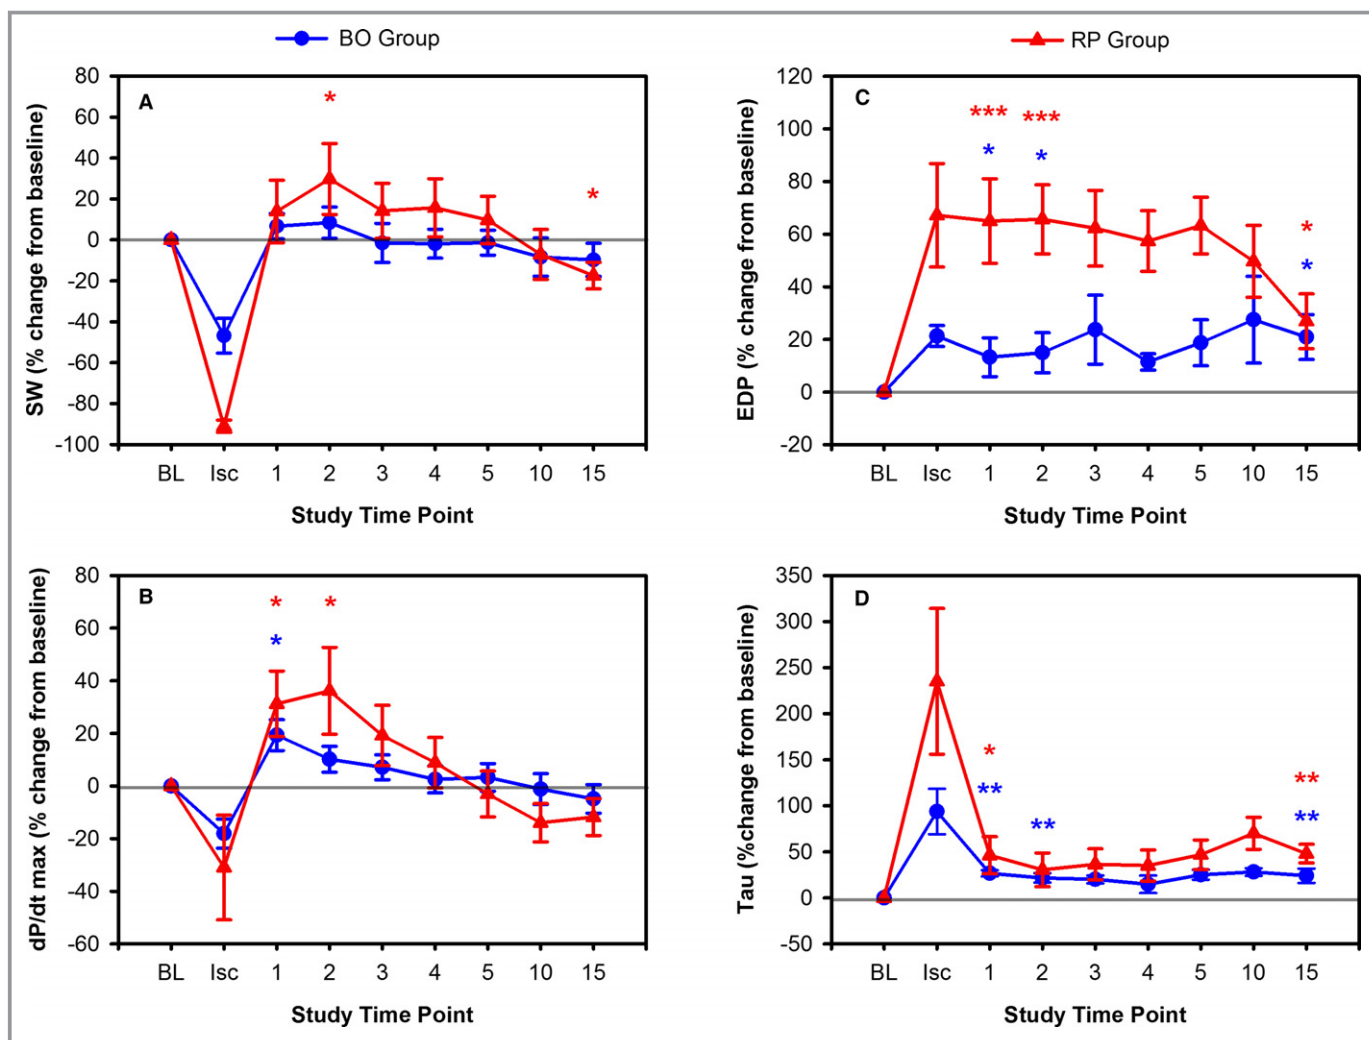 BO Group
RP Group
A
*
*
80
60
40
20
0
-20
-40
-60
-80
-100
SW (% change from baseline)
BL Isc 1 2 3 4 5 10 15
Study Time Point
C
*** ***
* *
*
*
120
100
80
60
40
20
0
-20
EDP (% change from baseline)
BL Isc 1 2 3 4 5 10 15
Study Time Point
B
* *
*
80
60
40
20
0
-20
-40
-60
dP/dt max (% change from baseline)
BL Isc 1 2 3 4 5 10 15
Study Time Point
D
*
** **
**
**
350
300
250
200
150
100
50
0
-50
Tau (%change from baseline)
BL Isc 1 2 3 4 5 10 15
Study Time Point